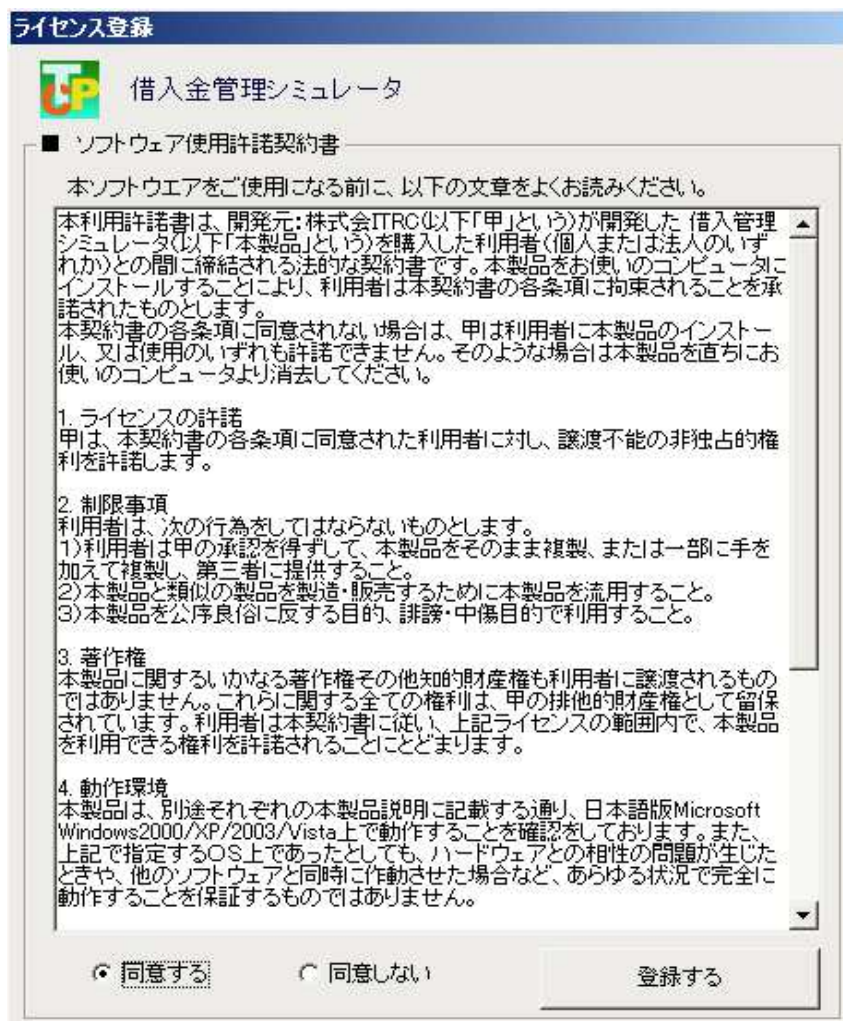 ライセンス登録
TCP
借入金管理シミュレータ
■ ソフトウェア使用許諾契約書
本ソフトウエアをご使用になる前に、以下の文章をよくお読みください。
本利用許諾書は、開発元:株式会社ITRC(以下「甲」という)が開発した 借入管理
シミュレータ(以下「本製品」という)を購入した利用者(個人または法人のいず
れか)との間に締結される法的な契約書です。本製品をお使いのコンピュータに
インストールすることにより、利用者は本契約書の各条項に拘束されることを承
諾されたものとします。
本契約書の各条項に同意されない場合は、甲は利用者に本製品のインストー
ル、又は使用のいずれも許諾できません。そのような場合は本製品を直ちにお
使いのコンピュータより消去してください。
1. ライセンスの許諾
甲は、本契約書の各条項に同意された利用者に対し、譲渡不能の非独占的権
利を許諾します。
2. 制限事項
利用者は、次の行為をしてはならないものとします。
1)利用者は甲の承認を得ずして、本製品をそのまま複製、または一部に手を
加えて複製し、第三者に提供すること。
2)本製品と類似の製品を製造・販売するために本製品を流用すること。
3)本製品を公序良俗に反する目的、誹謗・中傷目的で利用すること。
3. 著作権
本製品に関するいかなる著作権その他知的財産権も利用者に譲渡されるもの
ではありません。これらに関する全ての権利は、甲の排他的財産権として留保
されています。利用者は本契約書に従い、上記ライセンスの範囲内で、本製品
を利用できる権利を許諾されることにとどまります。
4. 動作環境
本製品は、別途それぞれの本製品説明に記載する通り、日本語版Microsoft
Windows2000/XP/2003/Vista上で動作することを確認をしております。また、
上記で指定するOS上であったとしても、ハードウェアとの相性の問題が生じた
ときや、他のソフトウェアと同時に作動させた場合など、あらゆる状況で完全に
動作することを保証するものではありません。
同意する 同意しない 登録する